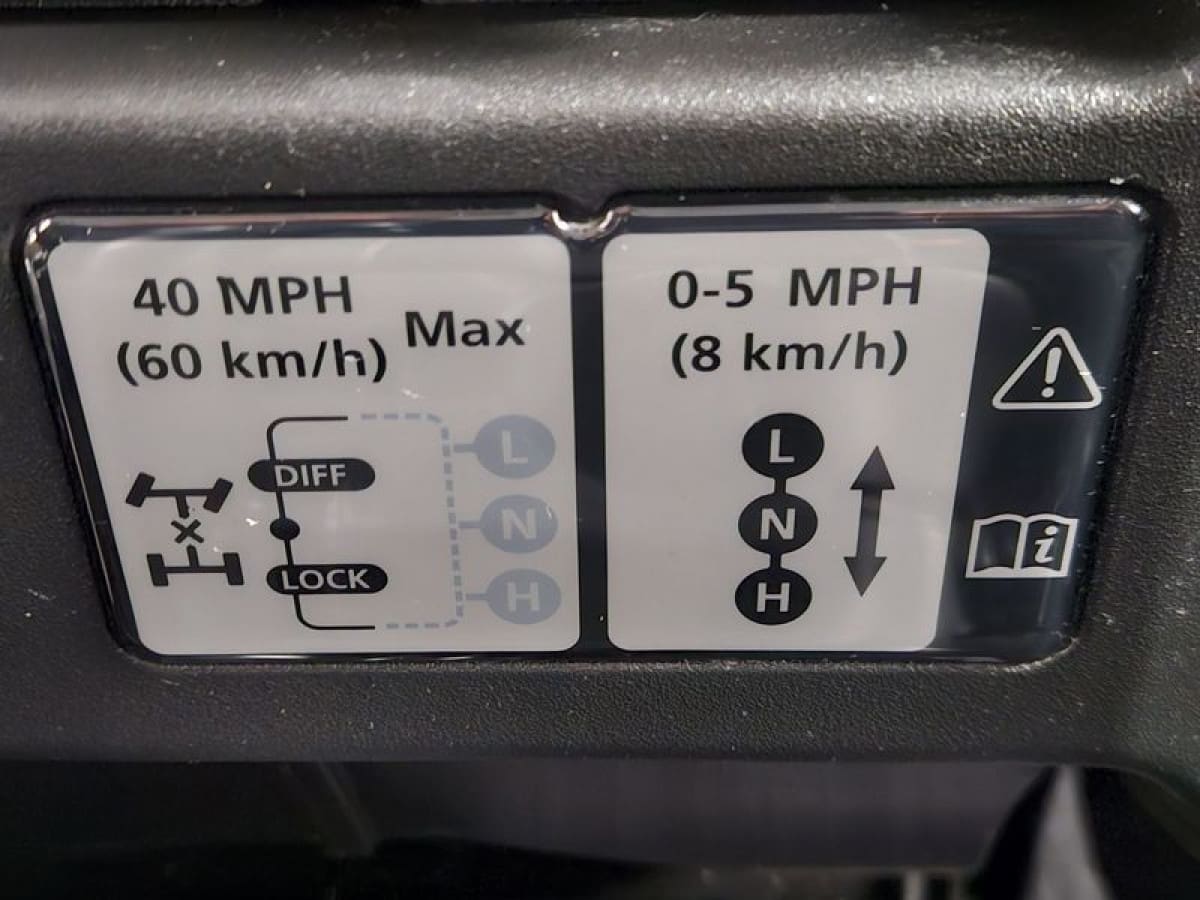 40 MPH
(60 km/h) Max
DIFF
LOCK
L
N
H
0-5 MPH
(8 km/h)
L
N
H
i